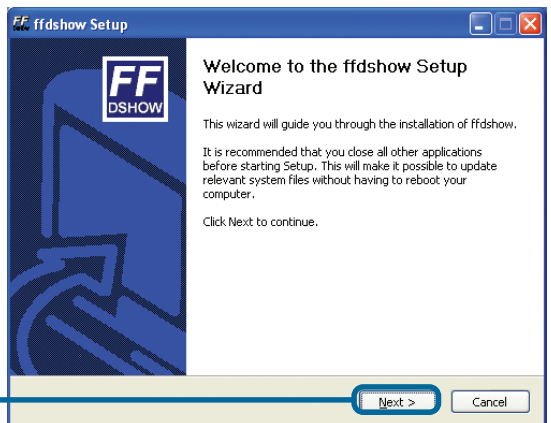 ffdshow Setup
FF
DSHOW
Welcome to the ffdshow Setup
Wizard
This wizard will guide you through the installation of ffdshow.
It is recommended that you close all other applications
before starting Setup. This will make it possible to update
relevant system files without having to reboot your
computer.
Click Next to continue.
Next >
Cancel